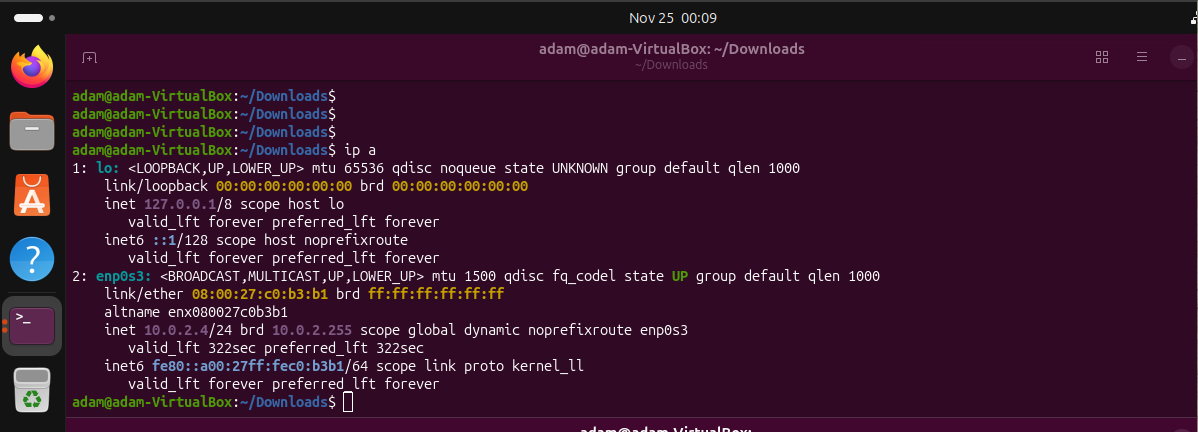 Nov 25 00:09
adam@adam-VirtualBox: ~/Downloads
~/Downloads
adam@adam-VirtualBox:~/Downloads$
adam@adam-VirtualBox:~/Downloads$
adam@adam-VirtualBox:~/Downloads$
adam@adam-VirtualBox:~/Downloads$ ip a
1: lo: <LOOPBACK,UP,LOWER_UP> mtu 65536 qdisc noqueue state UNKNOWN group default qlen 1000
    link/loopback 00:00:00:00:00:00 brd 00:00:00:00:00:00
    inet 127.0.0.1/8 scope host lo
       valid_lft forever preferred_lft forever
    inet6 ::1/128 scope host noprefixroute
       valid_lft forever preferred_lft forever
2: enp0s3: <BROADCAST,MULTICAST,UP,LOWER_UP> mtu 1500 qdisc fq_codel state UP group default qlen 1000
    link/ether 08:00:27:c0:b3:b1 brd ff:ff:ff:ff:ff:ff
    altname enx080027c0b3b1
    inet 10.0.2.4/24 brd 10.0.2.255 scope global dynamic noprefixroute enp0s3
       valid_lft 322sec preferred_lft 322sec
    inet6 fe80::a00:27ff:fec0:b3b1/64 scope link proto kernel_ll
       valid_lft forever preferred_lft forever
adam@adam-VirtualBox:~/Downloads$
adam@adam-VirtualBox: